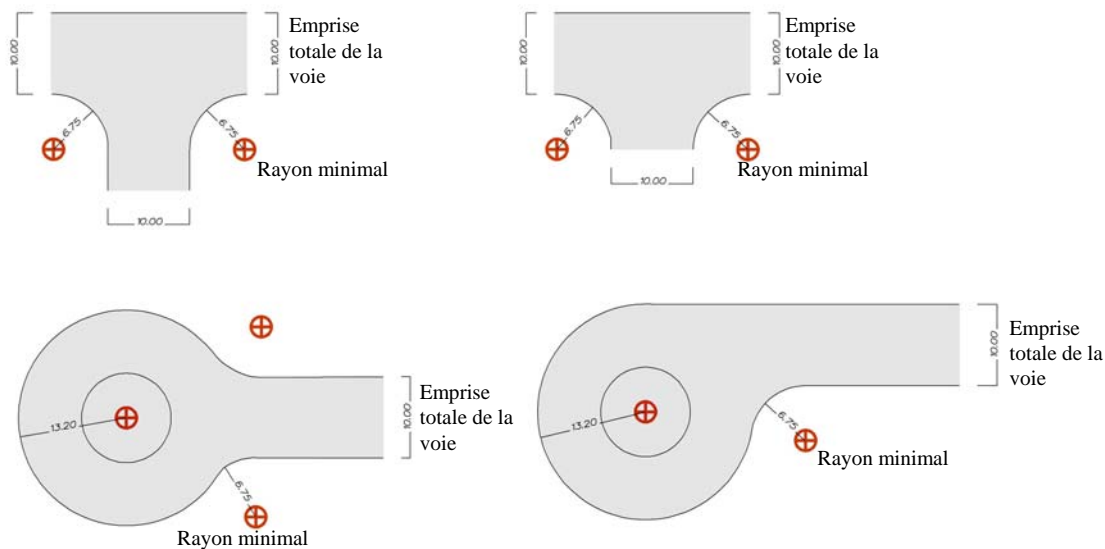 10.00
10.00
Emprise
totale de la
voie
6.75
6.75
Rayon minimal
10.00
10.00
10.00
Emprise
totale de la
voie
6.75
6.75
Rayon minimal
10.00
13.20
10.00
Emprise
totale de la
voie
6.75
Rayon minimal
13.20
10.00
Emprise
totale de la
voie
6.75
Rayon minimal